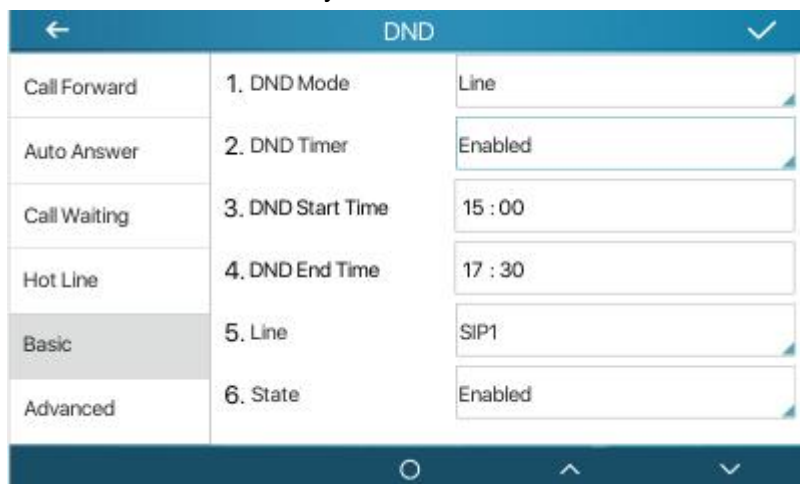 DND
Call Forward
1. DND Mode
Line
Auto Answer
2. DND Timer
Enabled
Call Waiting
3. DND Start Time
15 : 00
Hot Line
4. DND End Time
17 : 30
Basic
5. Line
SIP1
Advanced
6. State
Enabled